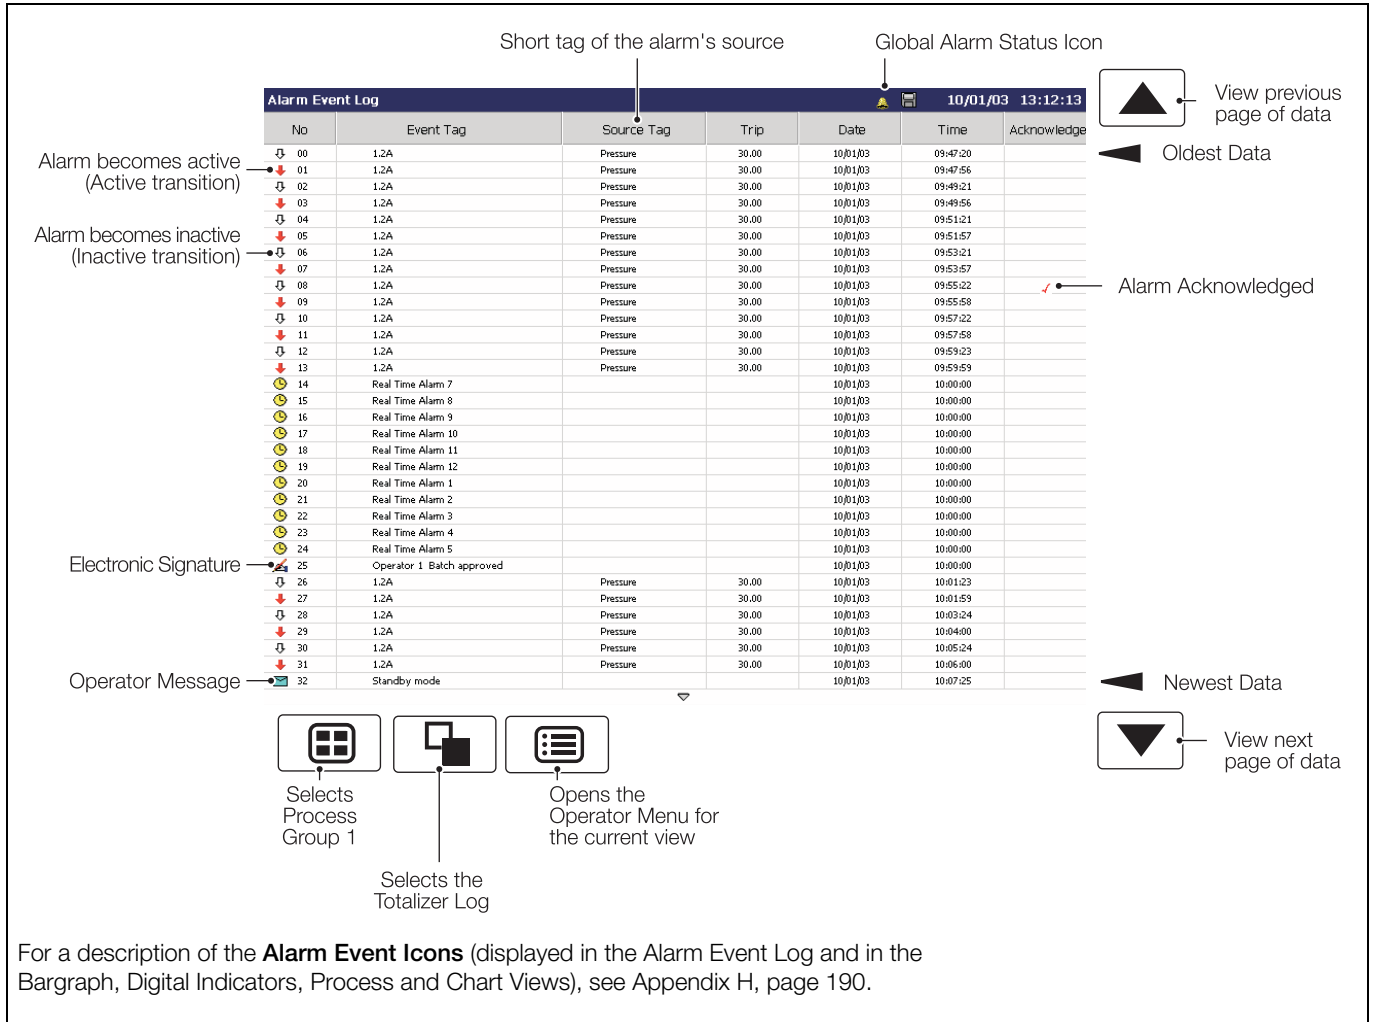 Short tag of the alarm's source
Global Alarm Status Icon
Alarm Event Log 10/01/03 13:12:13
No Event Tag Source Tag Trip Date Time Acknowledge
00 1.2A Pressure 30.00 10/01/03 09:47:20
01 1.2A Pressure 30.00 10/01/03 09:47:56
02 1.2A Pressure 30.00 10/01/03 09:49:21
03 1.2A Pressure 30.00 10/01/03 09:49:56
04 1.2A Pressure 30.00 10/01/03 09:51:21
05 1.2A Pressure 30.00 10/01/03 09:51:57
06 1.2A Pressure 30.00 10/01/03 09:53:21
07 1.2A Pressure 30.00 10/01/03 09:53:57
08 1.2A Pressure 30.00 10/01/03 09:55:22
09 1.2A Pressure 30.00 10/01/03 09:55:58
10 1.2A Pressure 30.00 10/01/03 09:57:22
11 1.2A Pressure 30.00 10/01/03 09:57:58
12 1.2A Pressure 30.00 10/01/03 09:59:23
13 1.2A Pressure 30.00 10/01/03 09:59:59
14 Real Time Alarm 7 10/01/03 10:00:00
15 Real Time Alarm 8 10/01/03 10:00:00
16 Real Time Alarm 9 10/01/03 10:00:00
17 Real Time Alarm 10 10/01/03 10:00:00
18 Real Time Alarm 11 10/01/03 10:00:00
19 Real Time Alarm 12 10/01/03 10:00:00
20 Real Time Alarm 1 10/01/03 10:00:00
21 Real Time Alarm 2 10/01/03 10:00:00
22 Real Time Alarm 3 10/01/03 10:00:00
23 Real Time Alarm 4 10/01/03 10:00:00
24 Real Time Alarm 5 10/01/03 10:00:00
25 Operator 1 Batch approved 10/01/03 10:00:00
26 1.2A Pressure 30.00 10/01/03 10:01:23
27 1.2A Pressure 30.00 10/01/03 10:01:59
28 1.2A Pressure 30.00 10/01/03 10:03:24
29 1.2A Pressure 30.00 10/01/03 10:04:00
30 1.2A Pressure 30.00 10/01/03 10:05:24
31 1.2A Pressure 30.00 10/01/03 10:06:00
32 Standby mode 10/01/03 10:07:25
Alarm becomes active
(Active transition)
Alarm becomes inactive
(Inactive transition)
Electronic Signature
Operator Message
View previous
page of data
Oldest Data
Alarm Acknowledged
Newest Data
View next
page of data
Selects
Process
Group 1
Selects the
Totalizer Log
Opens the
Operator Menu for
the current view
For a description of the Alarm Event Icons (displayed in the Alarm Event Log and in the
Bargraph, Digital Indicators, Process and Chart Views), see Appendix H, page 190.